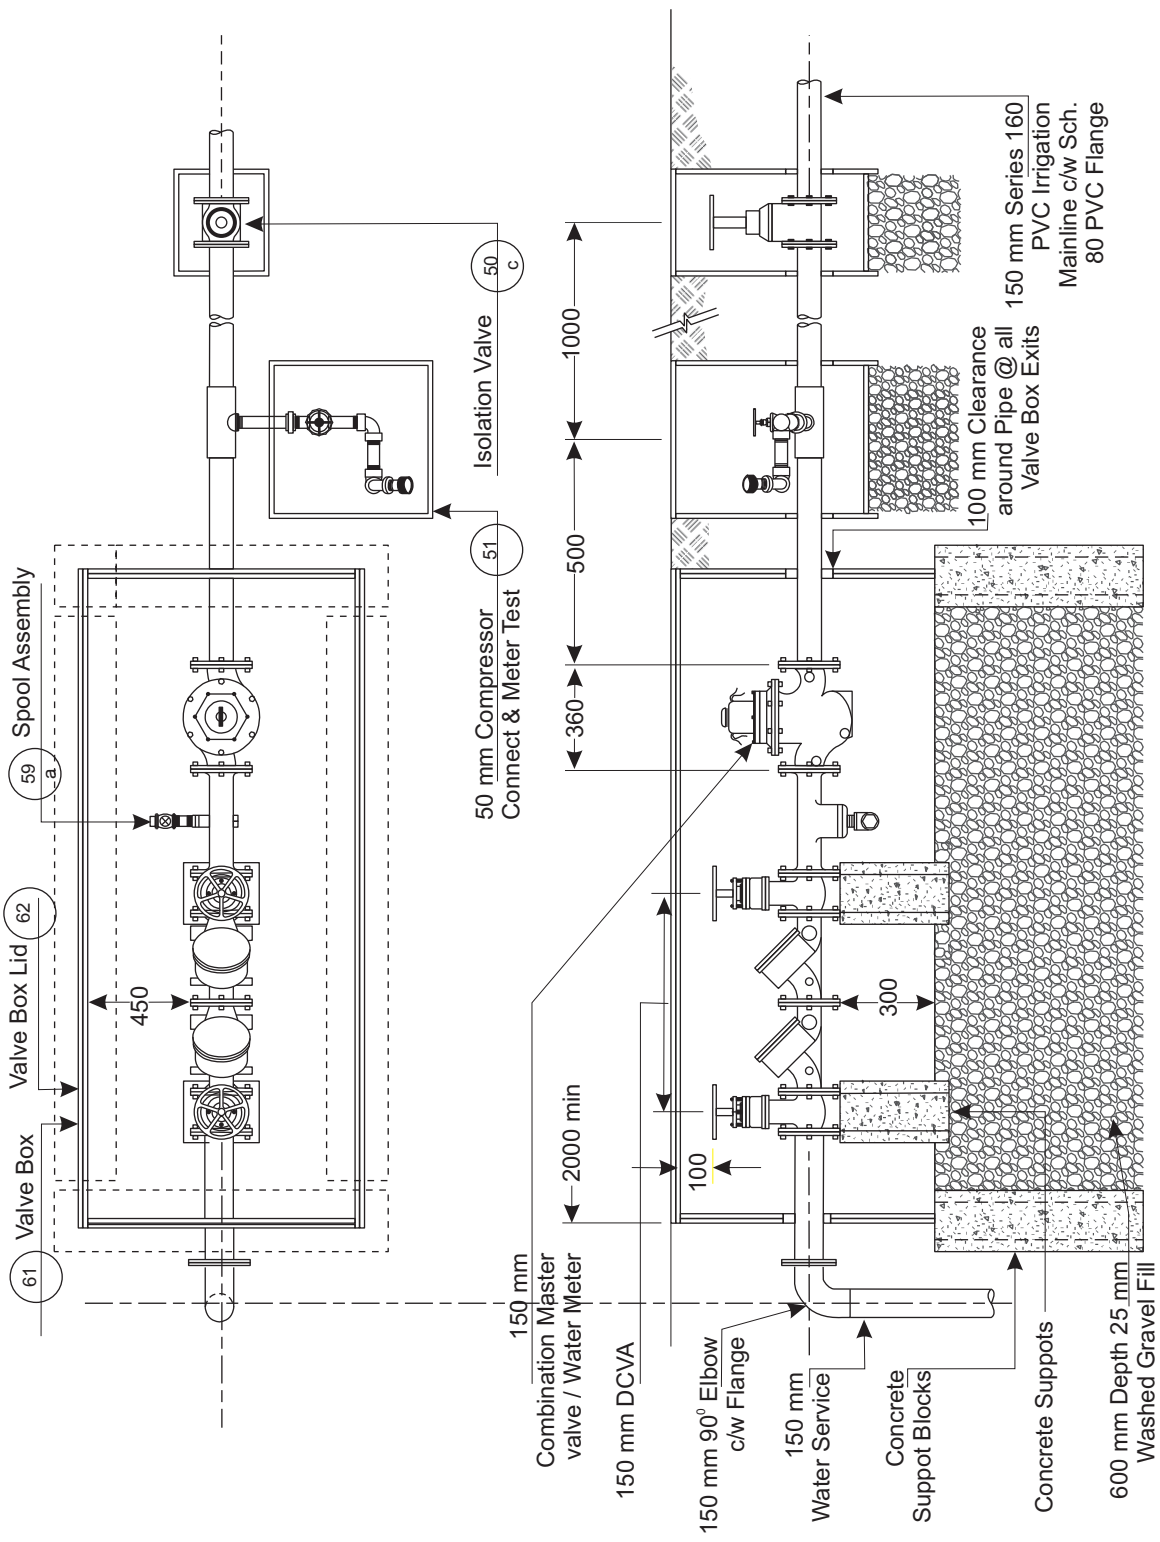 61
Valve Box
62
Valve Box Lid
59
a
Spool Assembly
450
51
50 mm Compressor
Connect & Meter Test
50
c
Isolation Valve
360
500
1000
2000 min
100
300
150 mm
Combination Master
valve / Water Meter
150 mm DCVA
150 mm 90⁰ Elbow
c/w Flange
150 mm
Water Service
Concrete
Suppot Blocks
Concrete Suppots
600 mm Depth 25 mm
Washed Gravel Fill
100 mm Clearance
around Pipe @ all
Valve Box Exits
150 mm Series 160
PVC Irrigation
Mainline c/w Sch.
80 PVC Flange